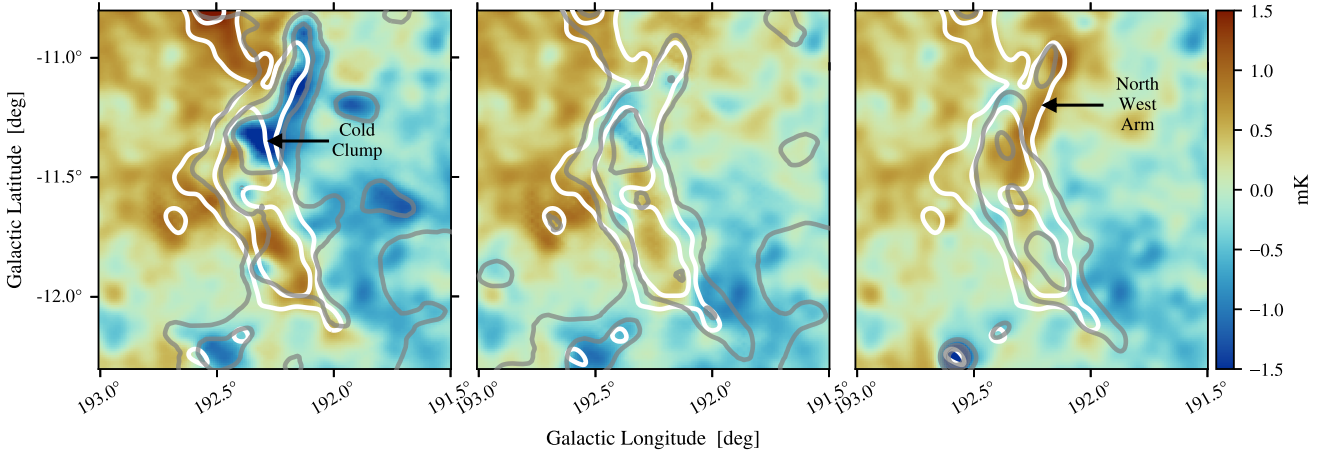 -11.0°
-11.5°
-12.0°
Galactic Latitude [deg]
Cold
Clump
North
West
Arm
193.0°
192.5°
192.0°
191.5°
193.0°
192.5°
192.0°
191.5°
193.0°
192.5°
192.0°
191.5°
Galactic Longitude [deg]
1.5
1.0
0.5
0.0
−0.5
−1.0
−1.5
mK